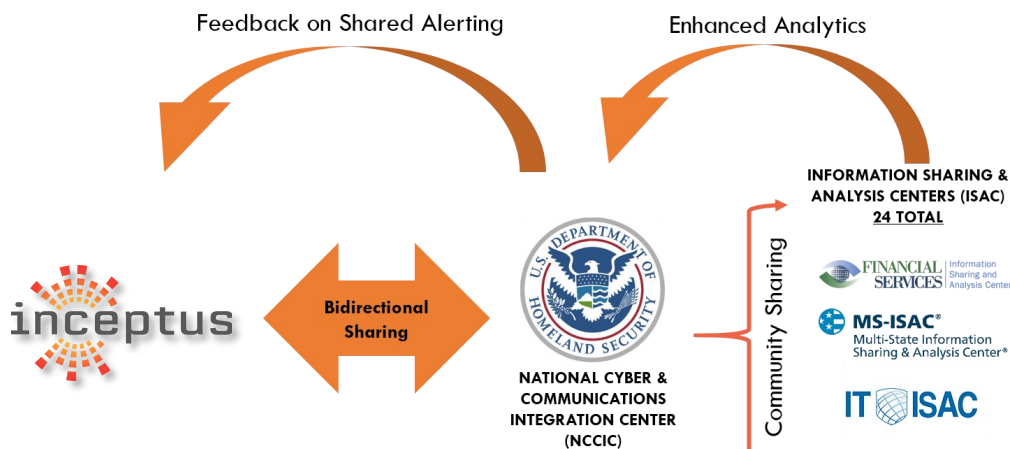 Feedback on Shared Alerting
Enhanced Analytics
inceptus
Bidirectional
Sharing
U.S. DEPARTMENT OF
HOMELAND SECURITY
NATIONAL CYBER &
COMMUNICATIONS
INTEGRATION CENTER
(NCCIC)
Community Sharing
INFORMATION SHARING &
ANALYSIS CENTERS (ISAC)
24 TOTAL
FINANCIAL
SERVICES
Information
Sharing and
Analysis Center
MS-ISAC®
Multi-State Information
Sharing & Analysis Center®
IT ISAC